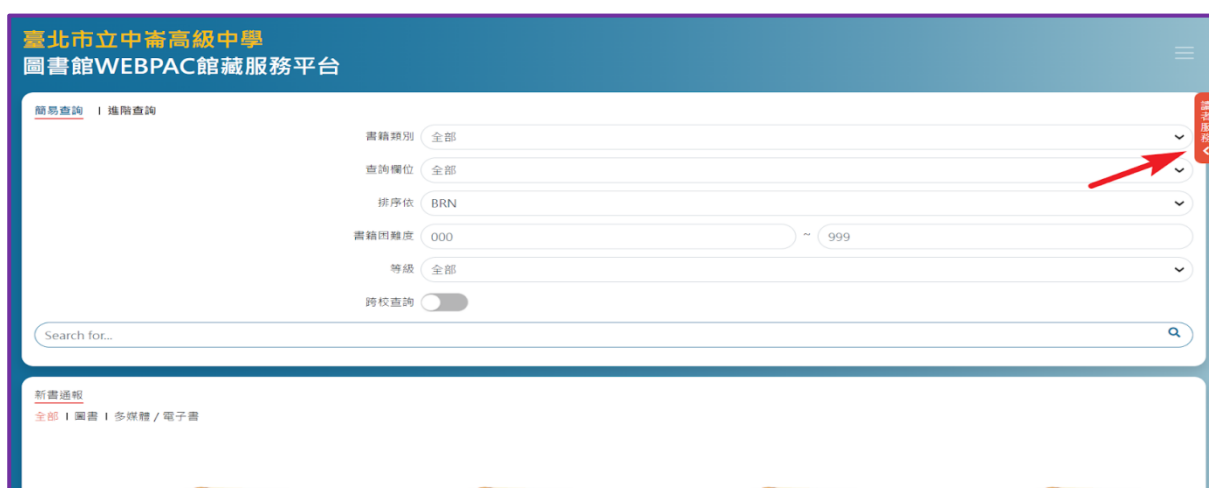 臺北市立中崙高級中學
圖書館WEBPAC館藏服務平台
簡易查詢 | 進階查詢
讀者服務
書籍類別 全部
查詢欄位 全部
排序依 BRN
書籍困難度 000 ~ 999
等級 全部
跨校查詢
Search for...
新書通報
全部 | 圖書 | 多媒體 / 電子書